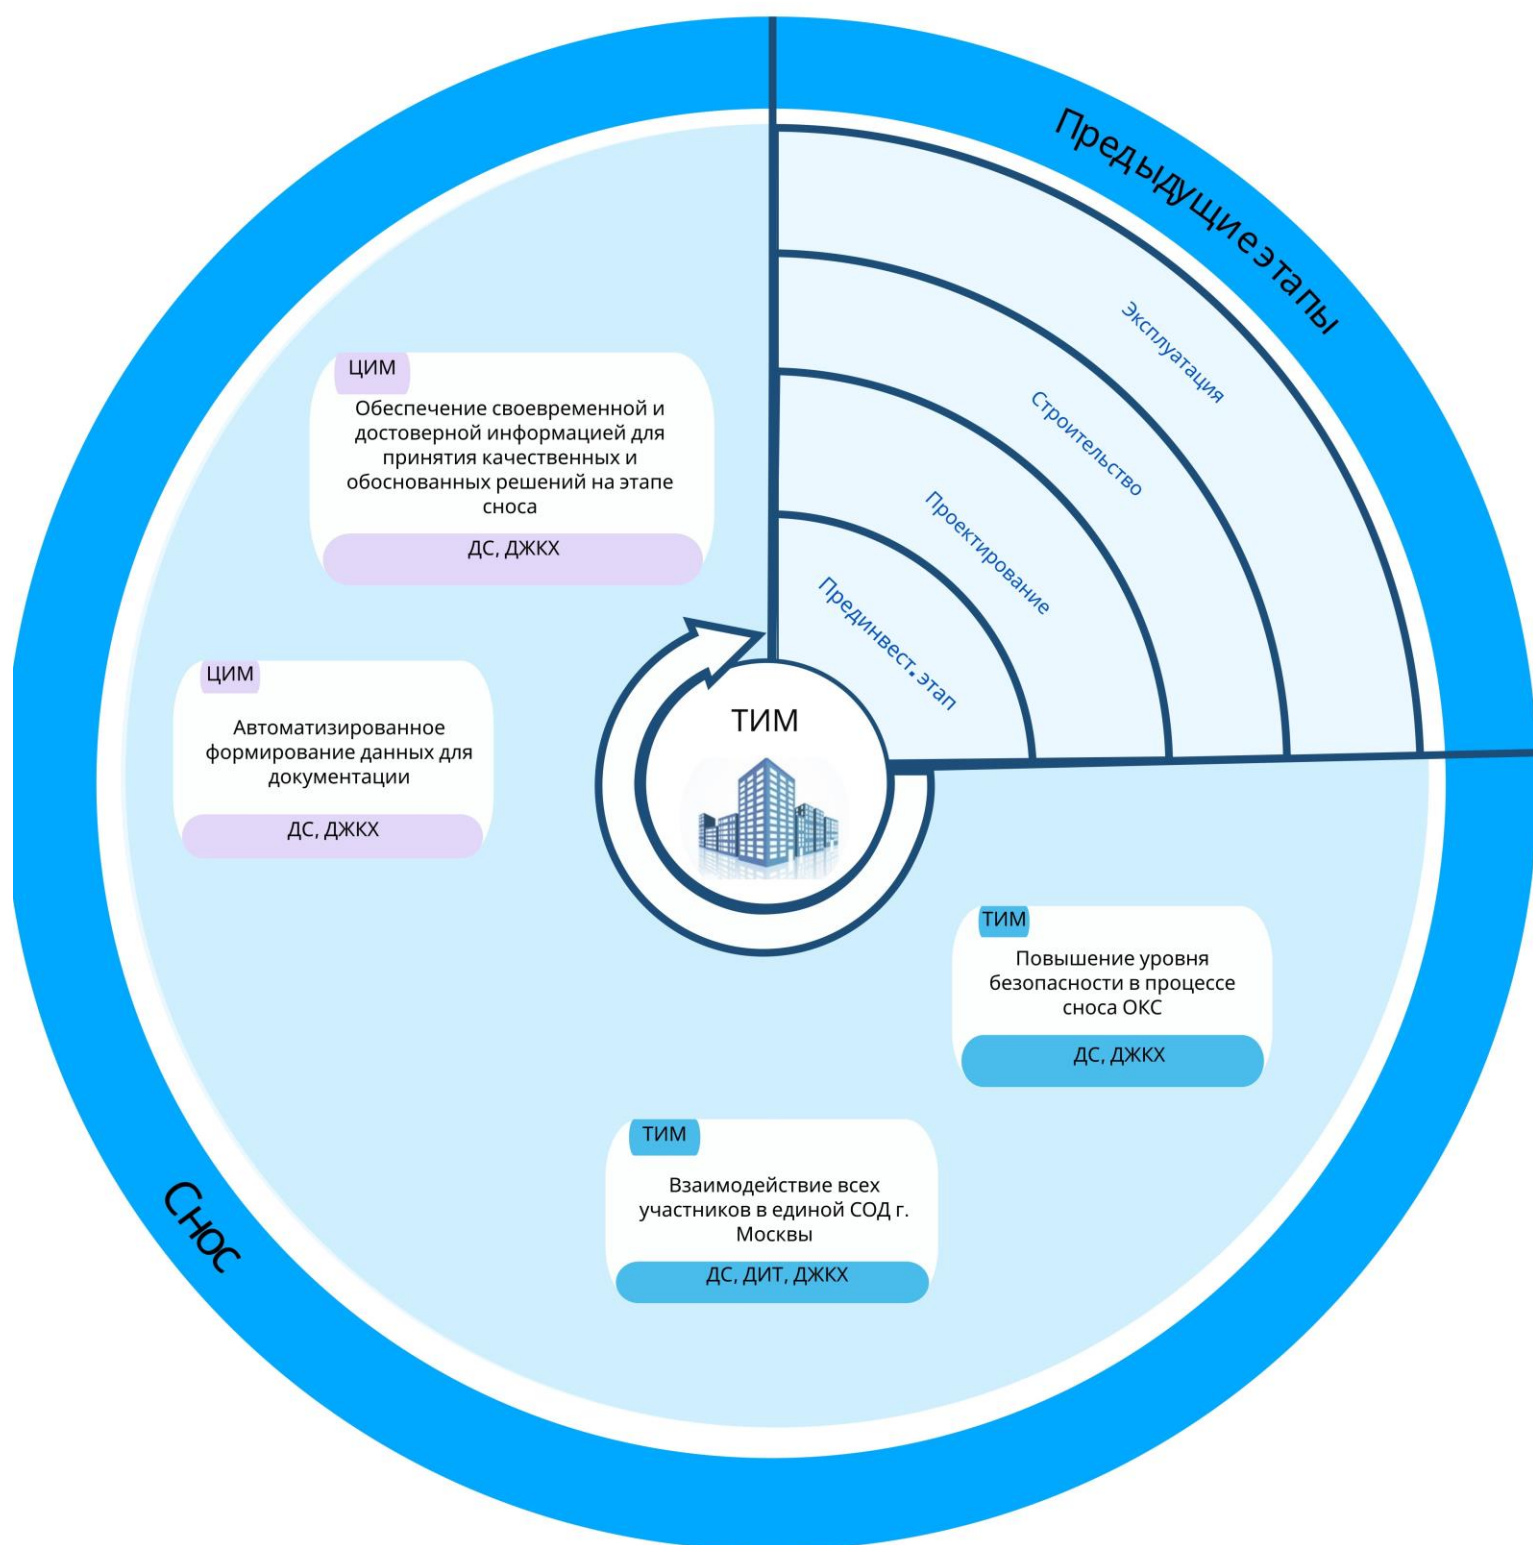 Предыдущие этапы
Эксплуатация
Строительство
Проектирование
Прединвест. этап
ЦИМ
Обеспечение своевременной и
достоверной информацией для
принятия качественных и
обоснованных решений на этапе
сноса
ДС, ДЖКХ
ЦИМ
Автоматизированное
формирование данных для
документации
ДС, ДЖКХ
ТИМ
ТИМ
Повышение уровня
безопасности в процессе
сноса ОКС
ДС, ДЖКХ
ТИМ
Взаимодействие всех
участников в единой СОД г.
Москвы
ДС, ДИТ, ДЖКХ
Снос